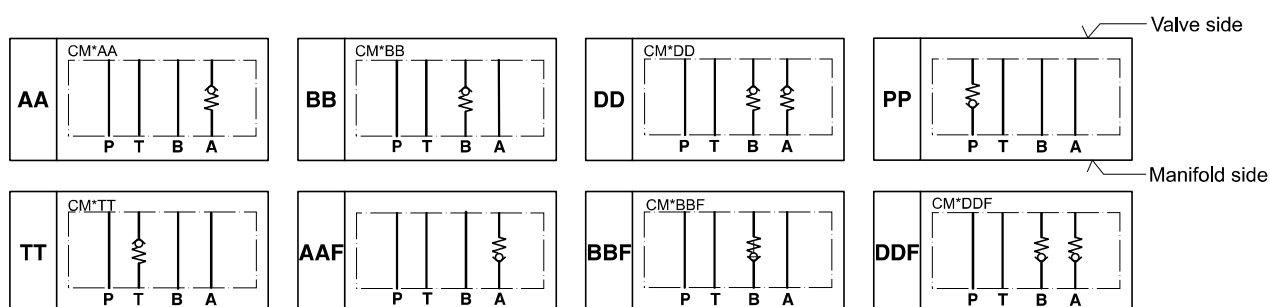 Valve side
AA
CM*AA
P T B A
BB
CM*BB
P T B A
DD
CM*DD
P T B A
PP
P T B A
Manifold side
TT
CM*TT
P T B A
AAF
P T B A
BBF
CM*BBF
P T B A
DDF
CM*DDF
P T B A